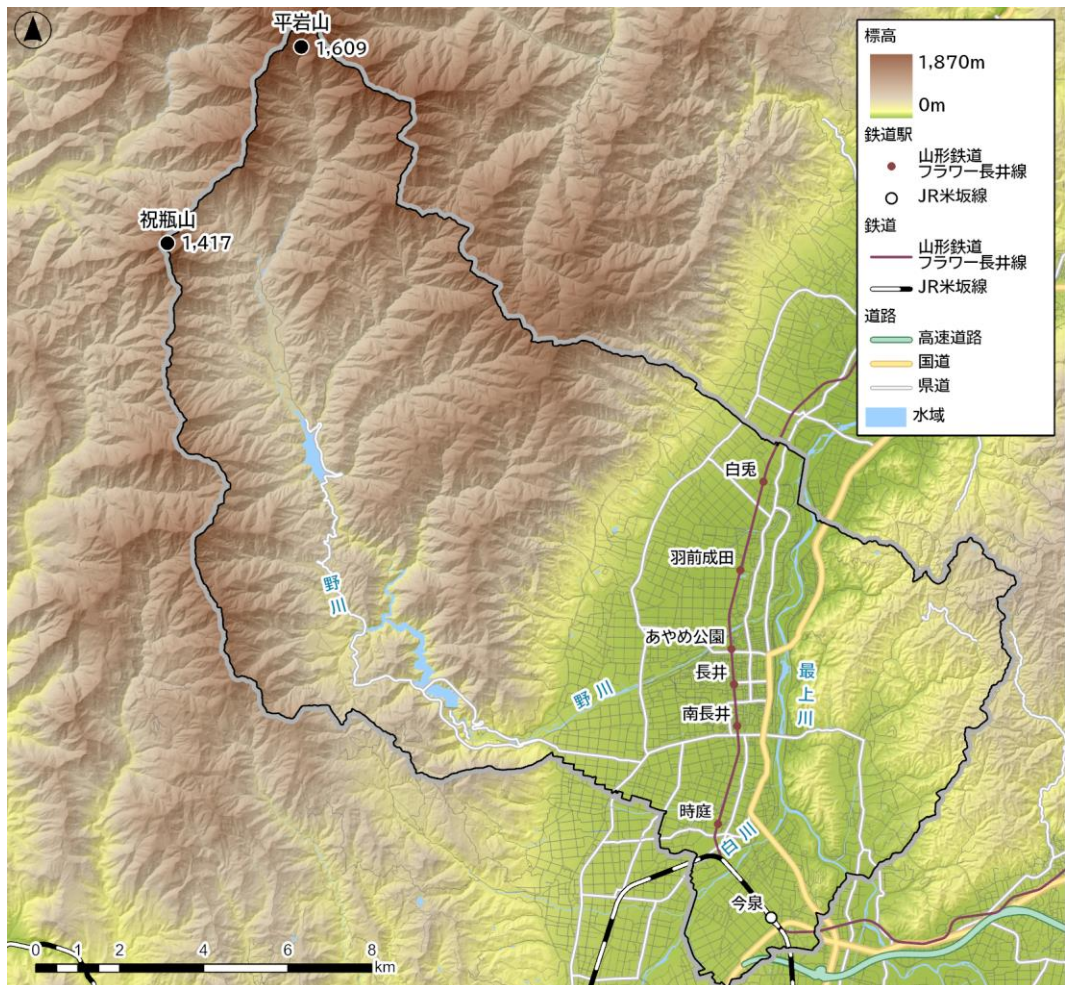 平岩山
1,609
祝瓶山
1,417
標高
1,870m
0m
鉄道駅
山形鉄道
フラワー長井線
JR米坂線
鉄道
山形鉄道
フラワー長井線
JR米坂線
道路
高速道路
国道
県道
水域
白兎
羽前成田
野川
あやめ公園
長井
野川
最上川
南長井
時庭
白川
今泉
0 1 2 4 6 8
km